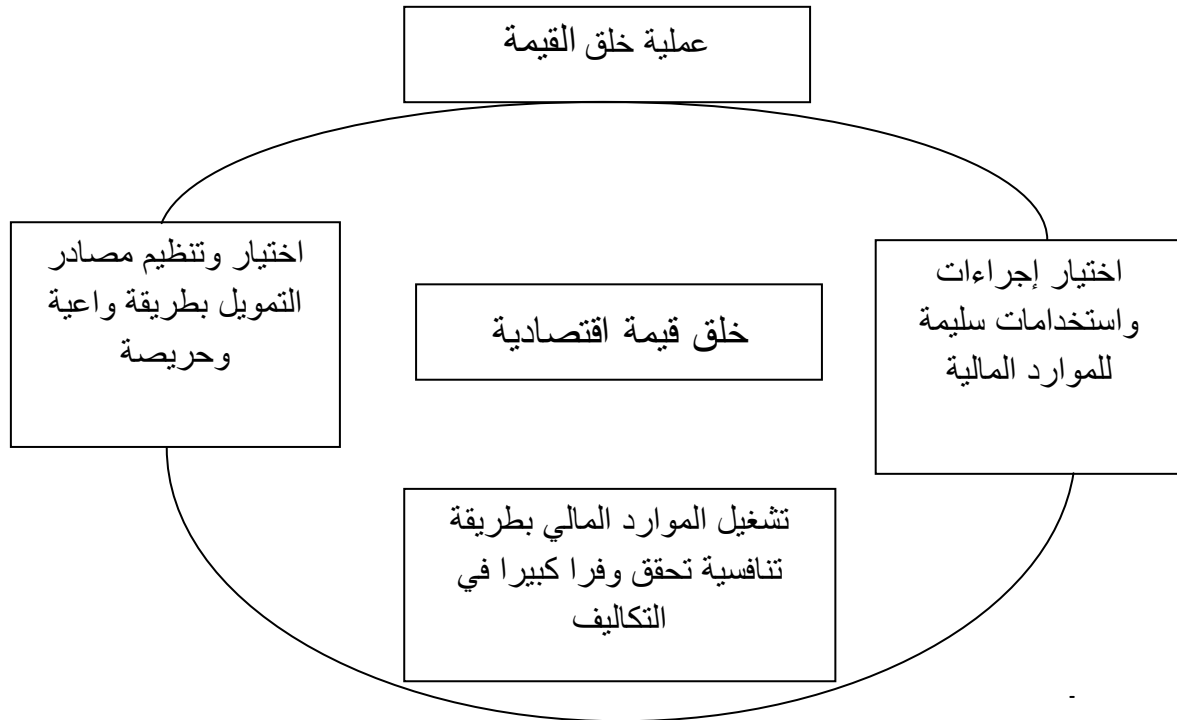 عملية خلق القيمة
اختيار إجراءات
واستخدامات سليمة
للموارد المالية
خلق قيمة اقتصادية
اختيار وتنظيم مصادر
التمويل بطريقة واعية
وحريصة
تشغيل الموارد المالي بطريقة
تنافسية تحقق وفرا كبيرا في
التكاليف
-